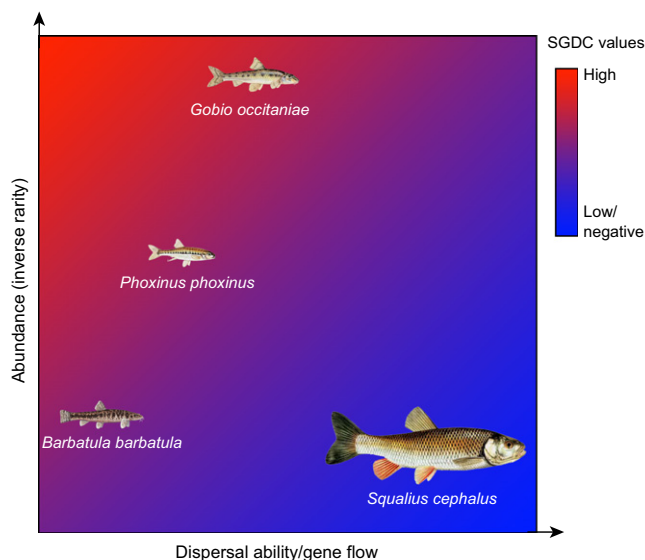 SGDC values
High
Low/
negative
Gobio occitaniae
Phoxinus phoxinus
Barbatula barbatula
Squalius cephalus
Abundance (inverse rarity)
Dispersal ability/gene flow